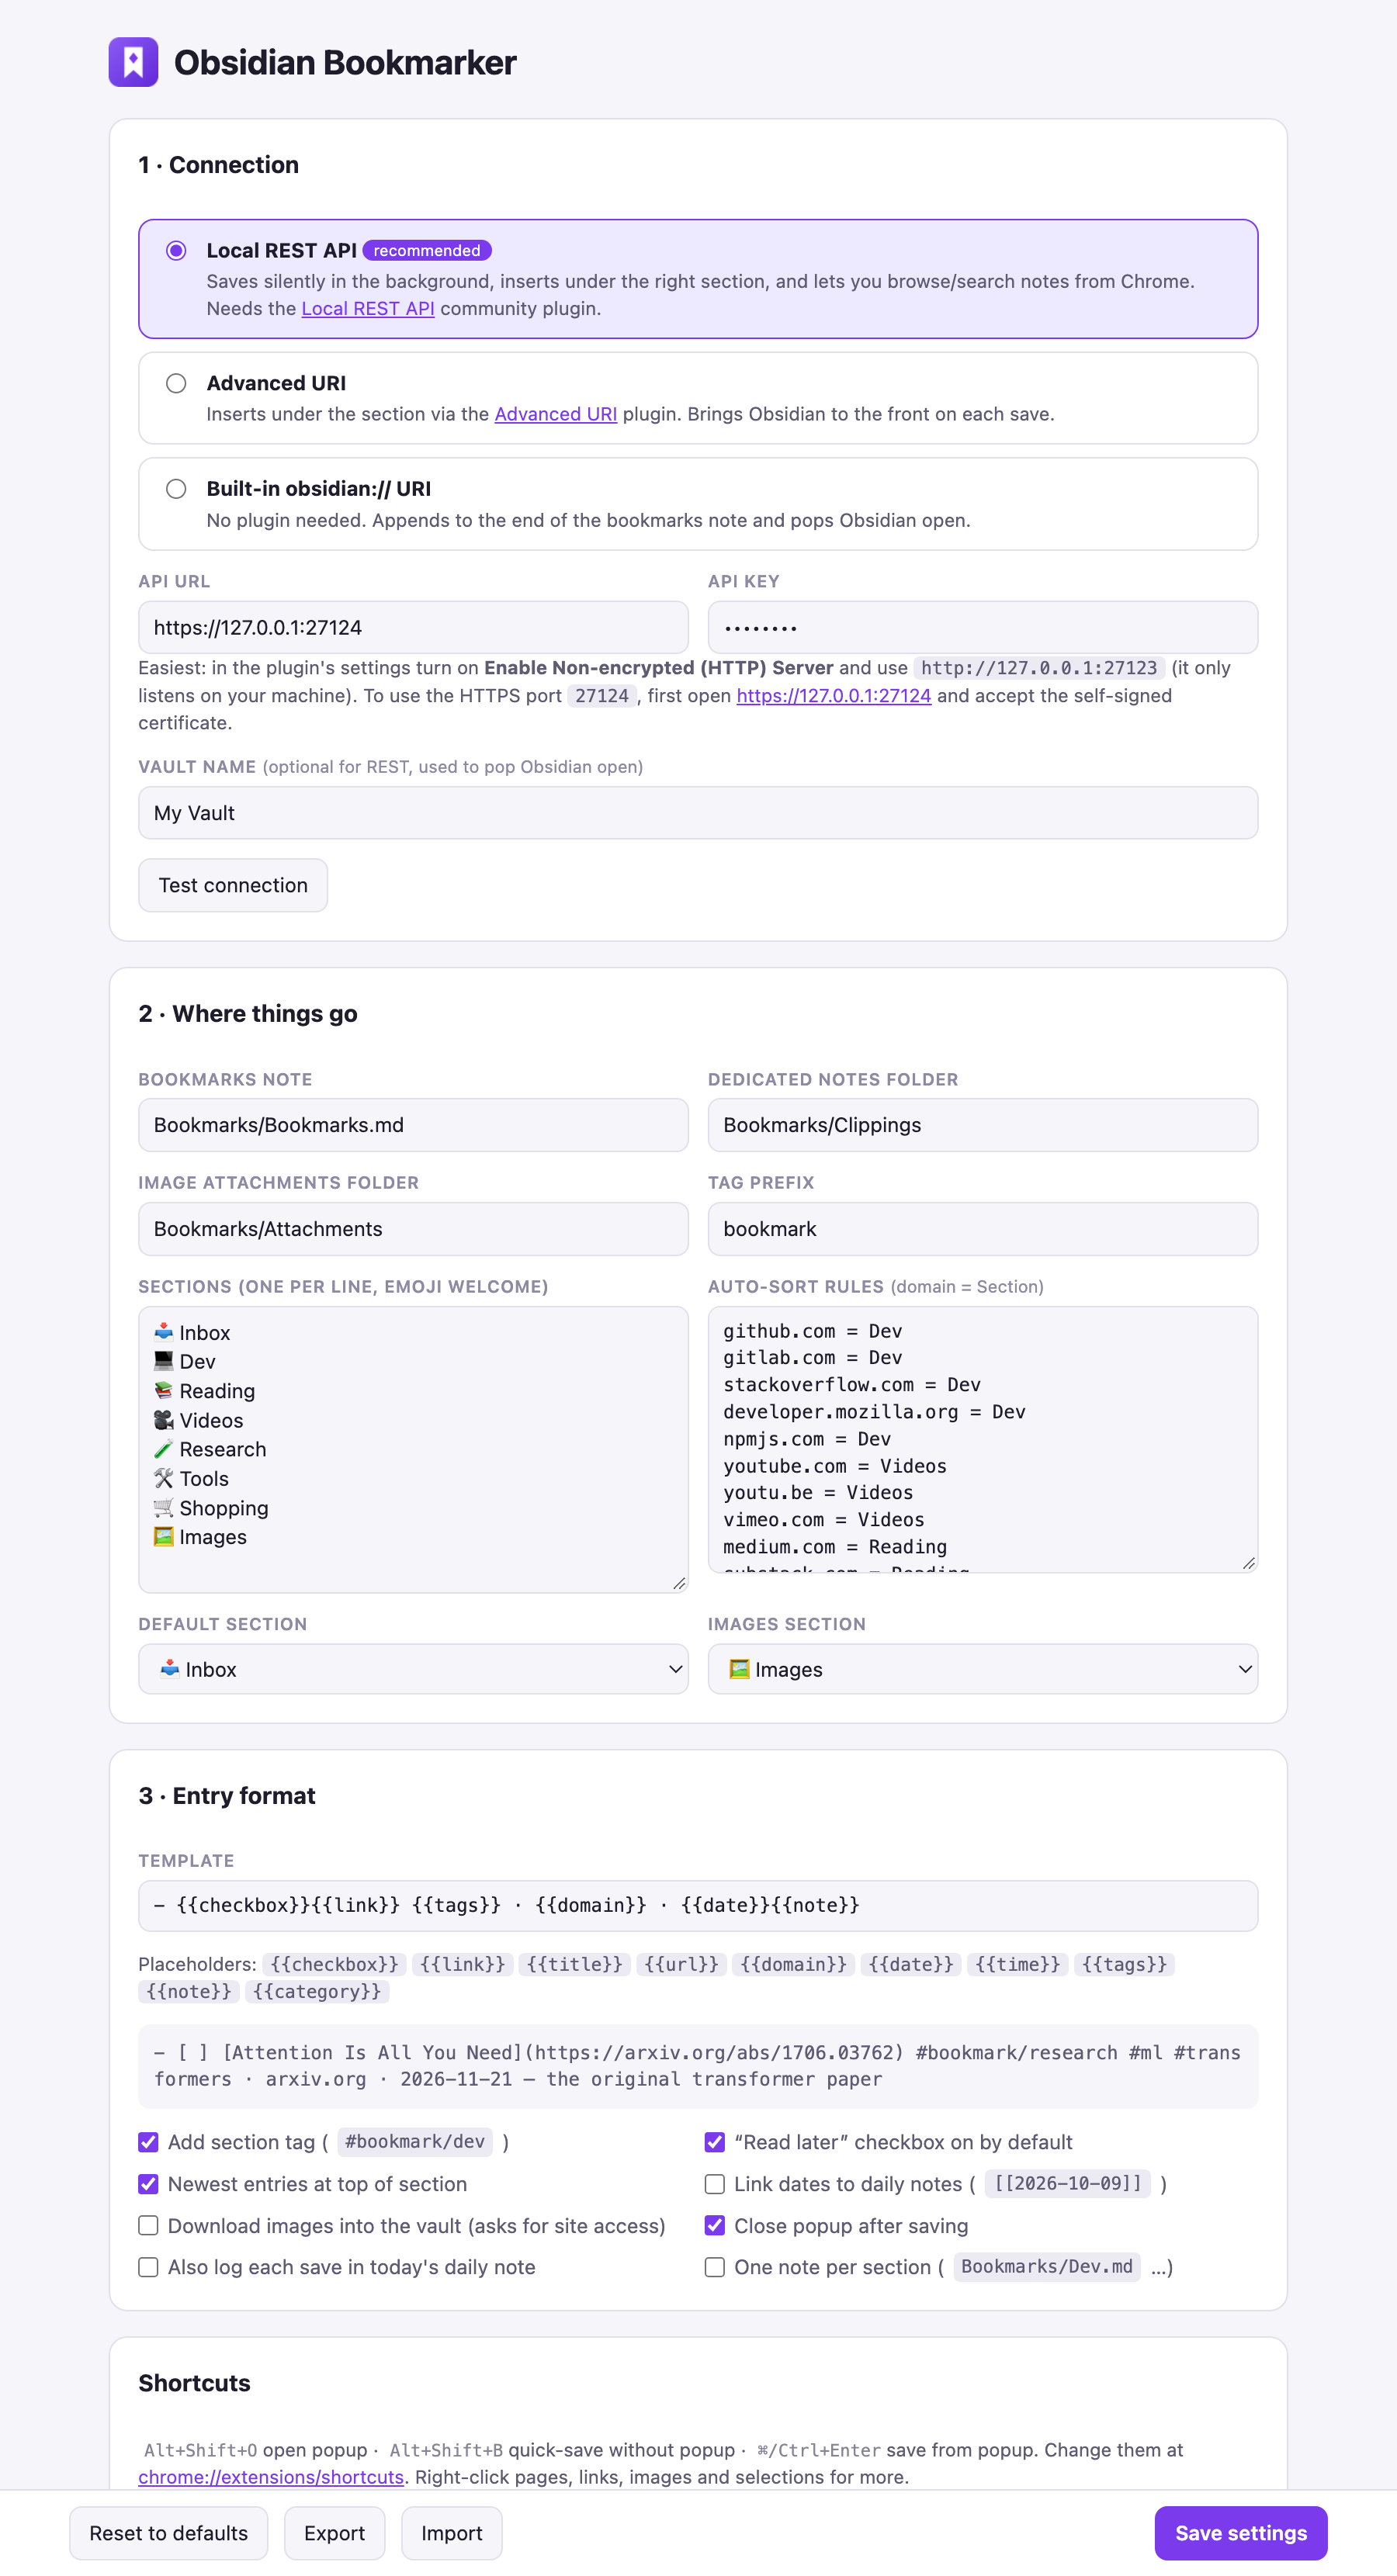 Obsidian Bookmarker
1 · Connection
Local REST API recommended
Saves silently in the background, inserts under the right section, and lets you browse/search notes from Chrome.
Needs the Local REST API community plugin.
Advanced URI
Inserts under the section via the Advanced URI plugin. Brings Obsidian to the front on each save.
Built-in obsidian:// URI
No plugin needed. Appends to the end of the bookmarks note and pops Obsidian open.
API URL
API KEY
https://127.0.0.1:27124
••••••••
Easiest: in the plugin's settings turn on Enable Non-encrypted (HTTP) Server and use http://127.0.0.1:27123 (it only
listens on your machine). To use the HTTPS port 27124, first open https://127.0.0.1:27124 and accept the self-signed
certificate.
VAULT NAME (optional for REST, used to pop Obsidian open)
My Vault
Test connection
2 · Where things go
BOOKMARKS NOTE
DEDICATED NOTES FOLDER
Bookmarks/Bookmarks.md
Bookmarks/Clippings
IMAGE ATTACHMENTS FOLDER
TAG PREFIX
Bookmarks/Attachments
bookmark
SECTIONS (ONE PER LINE, EMOJI WELCOME)
📥 Inbox
💻 Dev
📚 Reading
🎥 Videos
🧪 Research
🛠️ Tools
🛒 Shopping
🖼️ Images
AUTO-SORT RULES (domain = Section)
github.com = Dev
gitlab.com = Dev
stackoverflow.com = Dev
developer.mozilla.org = Dev
npmjs.com = Dev
youtube.com = Videos
youtu.be = Videos
vimeo.com = Videos
medium.com = Reading
substack.com = Reading
DEFAULT SECTION
IMAGES SECTION
📥 Inbox
🖼️ Images
3 · Entry format
TEMPLATE
- {{checkbox}}{{link}} {{tags}} · {{domain}} · {{date}}{{note}}
Placeholders: {{checkbox}} {{link}} {{title}} {{url}} {{domain}} {{date}} {{time}} {{tags}}
{{note}} {{category}}
- [ ] [Attention Is All You Need](https://arxiv.org/abs/1706.03762) #bookmark/research #ml #trans
formers · arxiv.org · 2026-11-21 — the original transformer paper
Add section tag ( #bookmark/dev )
“Read later” checkbox on by default
Newest entries at top of section
Link dates to daily notes ( [[2026-10-09]] )
Download images into the vault (asks for site access)
Close popup after saving
Also log each save in today's daily note
One note per section ( Bookmarks/Dev.md …)
Shortcuts
Alt+Shift+O open popup · Alt+Shift+B quick-save without popup · ⌘/Ctrl+Enter save from popup. Change them at
chrome://extensions/shortcuts. Right-click pages, links, images and selections for more.
Reset to defaults
Export
Import
Save settings